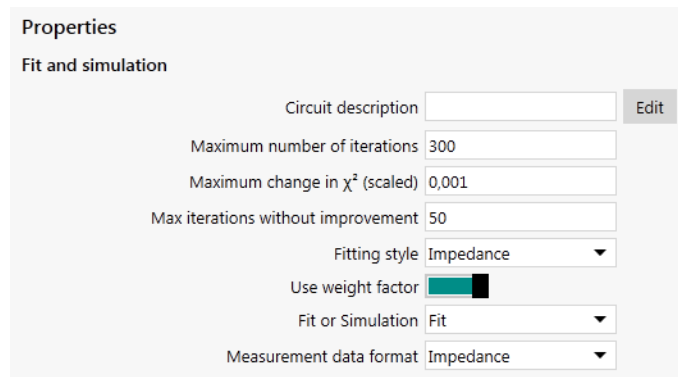 Properties
Fit and simulation
Circuit description Edit
Maximum number of iterations 300
Maximum change in χ² (scaled) 0,001
Max iterations without improvement 50
Fitting style Impedance
Use weight factor
Fit or Simulation Fit
Measurement data format Impedance